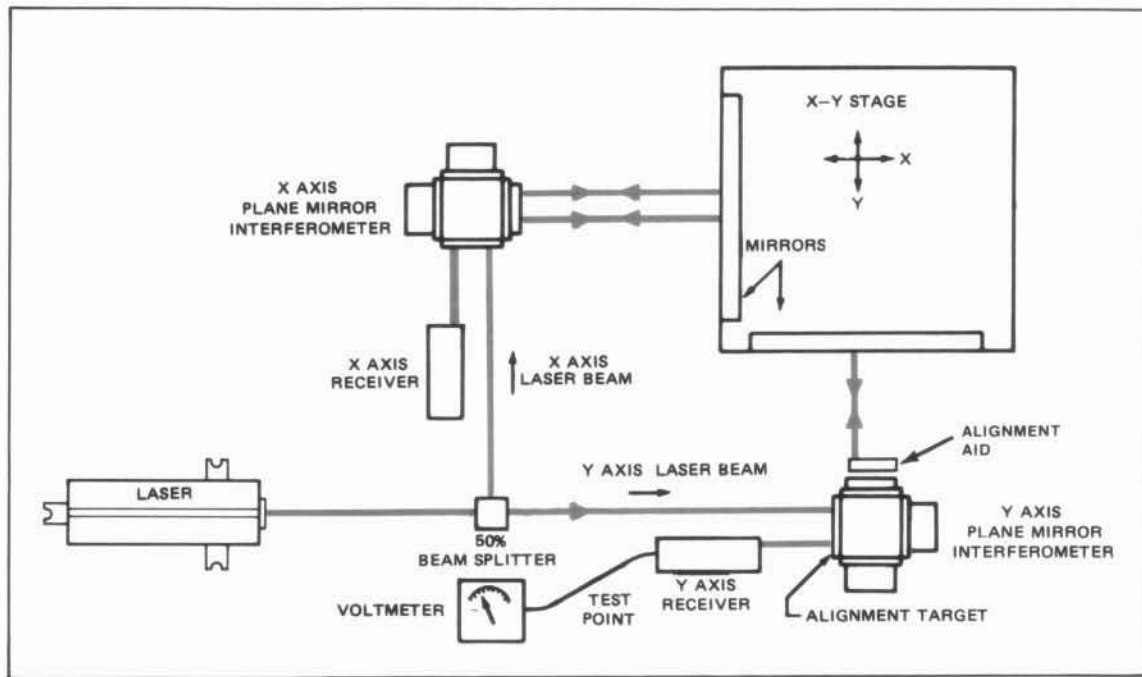 X–Y STAGE
X
Y
X AXIS
PLANE MIRROR
INTERFEROMETER
MIRRORS
X AXIS
RECEIVER
X AXIS
LASER BEAM
ALIGNMENT
AID
Y AXIS LASER BEAM
LASER
Y AXIS
PLANE MIRROR
INTERFEROMETER
50%
BEAM SPLITTER
VOLTMETER
TEST
POINT
Y AXIS
RECEIVER
ALIGNMENT TARGET